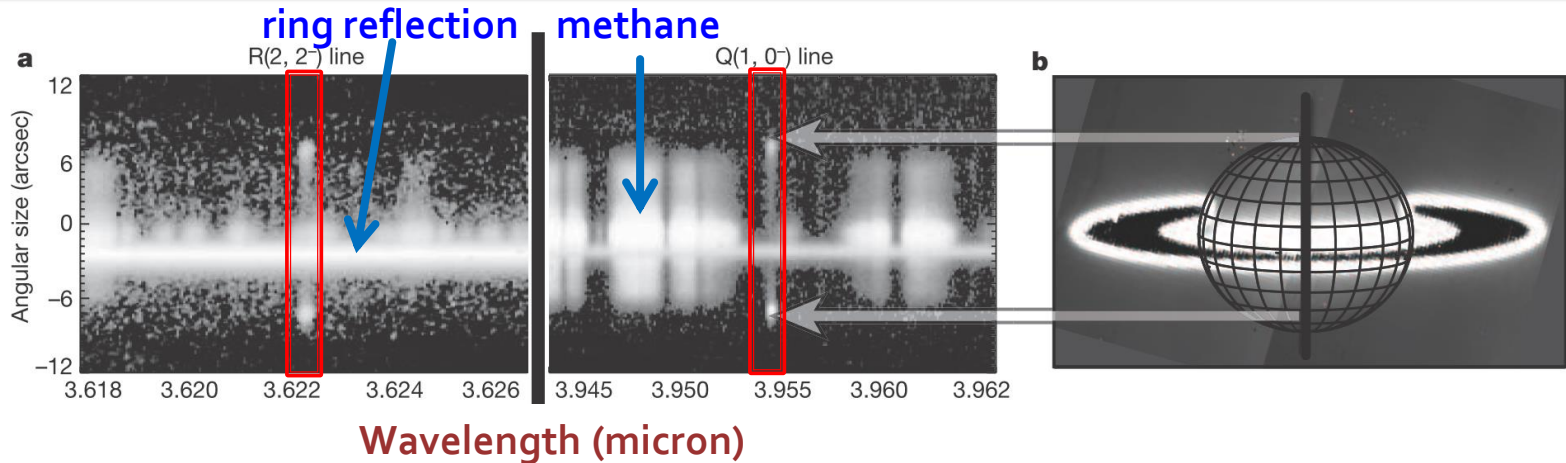 ring reflection
methane
a
R(2, 2⁻) line
Q(1, 0⁻) line
b
Angular size (arcsec)
12
6
0
–6
–12
3.618 3.620 3.622 3.624 3.626
3.945 3.950 3.955 3.960 3.962
Wavelength (micron)